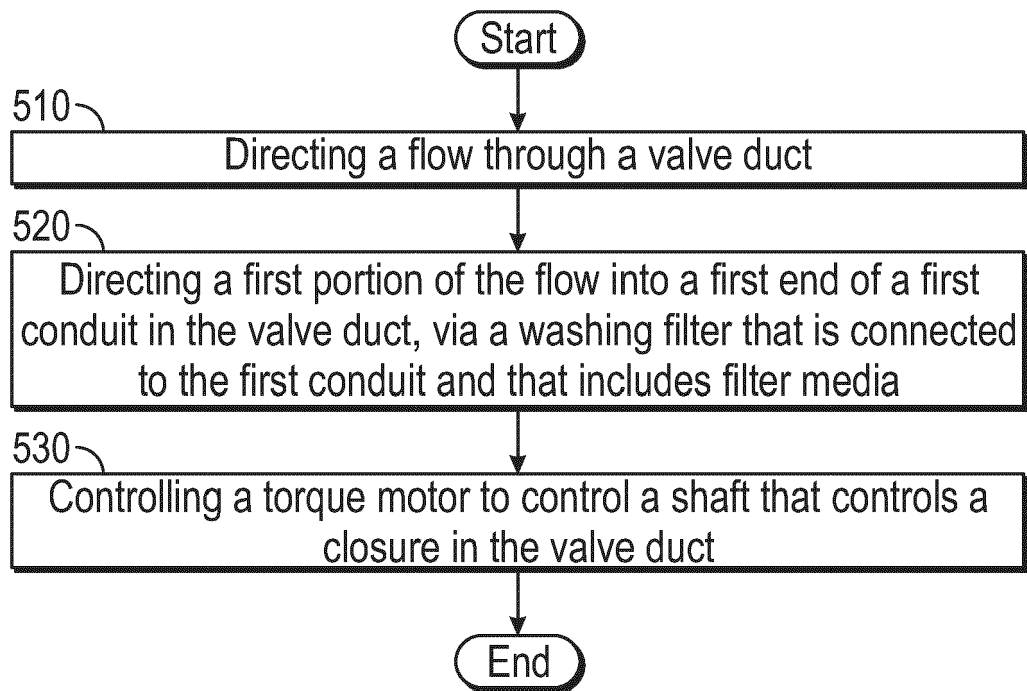 Start
510
Directing a flow through a valve duct
520
Directing a first portion of the flow into a first end of a first
conduit in the valve duct, via a washing filter that is connected
to the first conduit and that includes filter media
530
Controlling a torque motor to control a shaft that controls a
closure in the valve duct
End